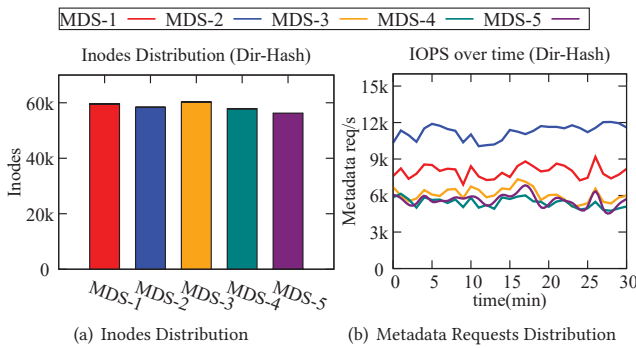 MDS-1 MDS-2 MDS-3 MDS-4 MDS-5
Inodes Distribution (Dir-Hash)
Inodes
60k
40k
20k
0
MDS-1 MDS-2 MDS-3 MDS-4 MDS-5
(a) Inodes Distribution
IOPS over time (Dir-Hash)
Metadata req/s
15k
12k
9k
6k
3k
0
0 5 10 15 20 25 30
time(min)
(b) Metadata Requests Distribution